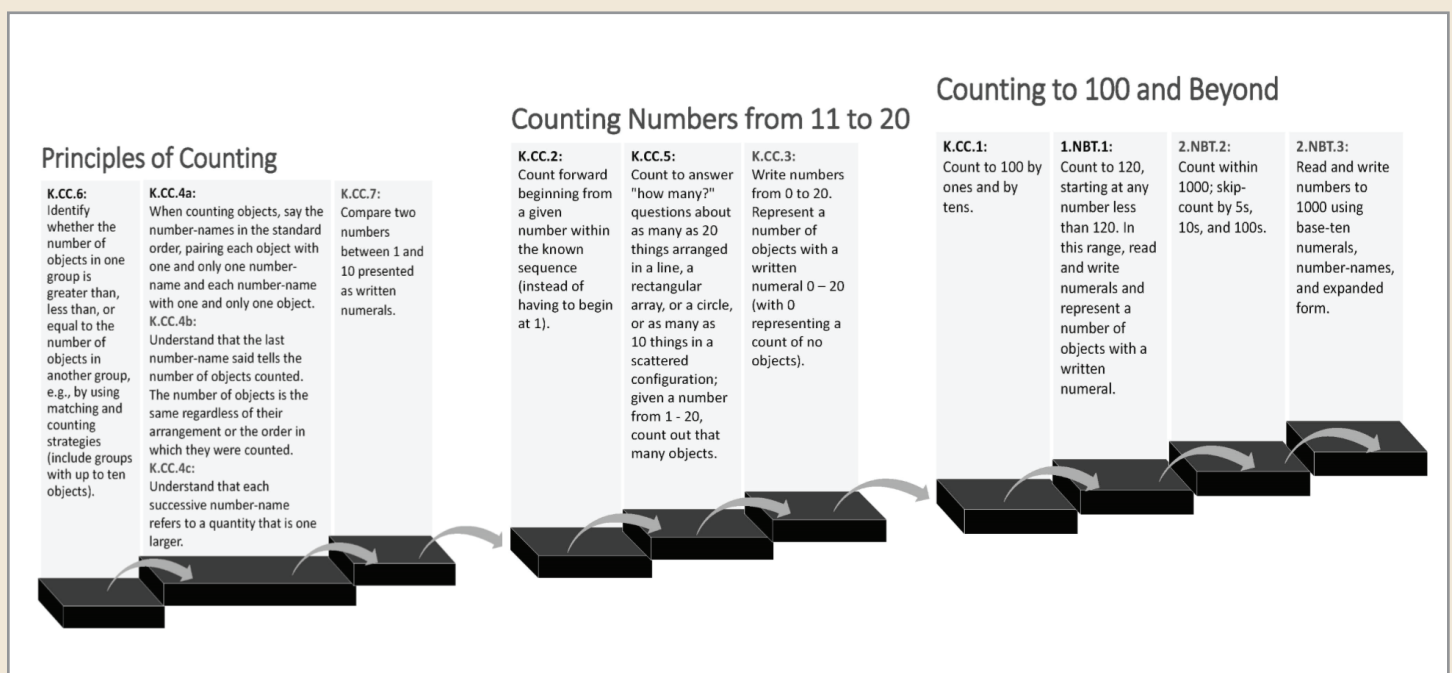 Principles of Counting
K.CC.6:
Identify
whether the
number of
objects in one
group is
greater than,
less than, or
equal to the
number of
objects in
another group,
e.g., by using
matching and
counting
strategies
(include groups
with up to ten
objects).
K.CC.4a:
When counting objects, say the
number-names in the standard
order, pairing each object with
one and only one number-
name and each number-name
with one and only one object.
K.CC.4b:
Understand that the last
number-name said tells the
number of objects counted.
The number of objects is the
same regardless of their
arrangement or the order in
which they were counted.
K.CC.4c:
Understand that each
successive number-name
refers to a quantity that is one
larger.
K.CC.7:
Compare two
numbers
between 1 and
10 presented
as written
numerals.
Counting Numbers from 11 to 20
K.CC.2:
Count forward
beginning from
a given
number within
the known
sequence
(instead of
having to begin
at 1).
K.CC.5:
Count to answer
"how many?"
questions about
as many as 20
things arranged
in a line, a
rectangular
array, or a circle,
or as many as
10 things in a
scattered
configuration;
given a number
from 1 - 20,
count out that
many objects.
K.CC.3:
Write numbers
from 0 to 20.
Represent a
number of
objects with a
written
numeral 0 – 20
(with 0
representing a
count of no
objects).
Counting to 100 and Beyond
K.CC.1:
Count to 100 by
ones and by
tens.
1.NBT.1:
Count to 120,
starting at any
number less
than 120. In
this range, read
and write
numerals and
represent a
number of
objects with a
written
numeral.
2.NBT.2:
Count within
1000; skip-
count by 5s,
10s, and 100s.
2.NBT.3:
Read and write
numbers to
1000 using
base-ten
numerals,
number-names,
and expanded
form.